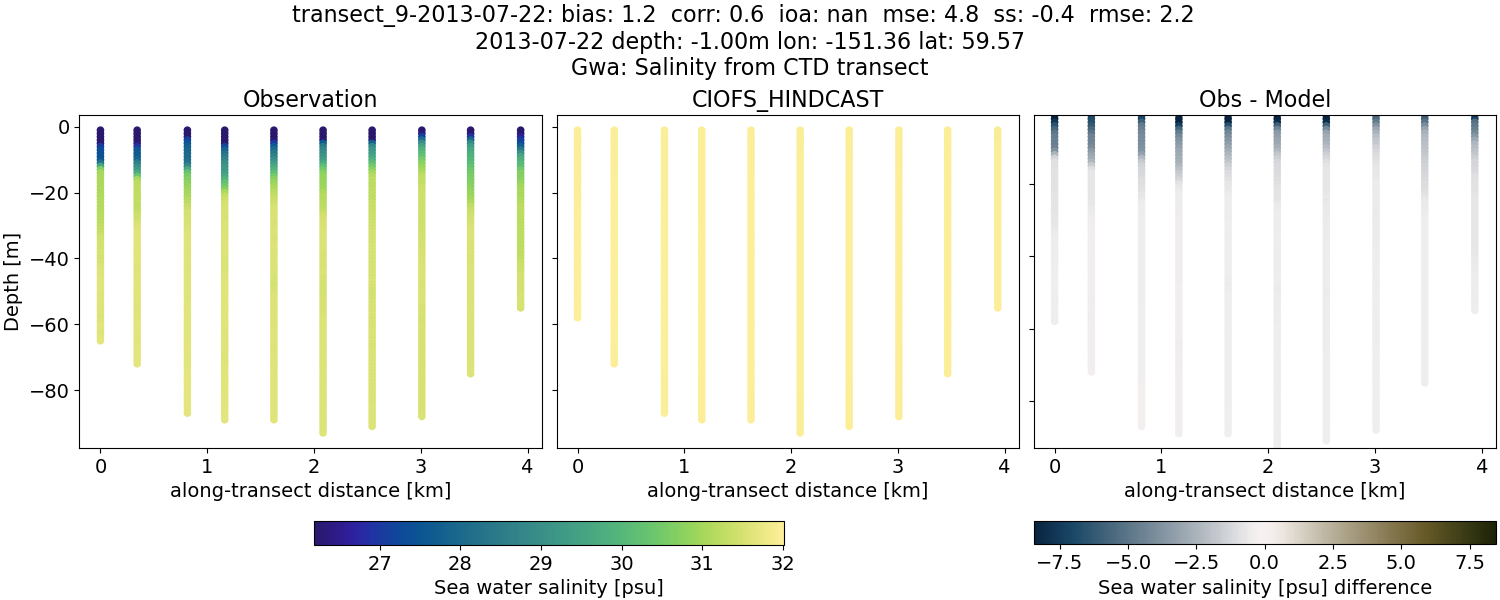 transect_9-2013-07-22: bias: 1.2  corr: 0.6  ioa: nan  mse: 4.8  ss: -0.4  rmse: 2.2
2013-07-22 depth: -1.00m lon: -151.36 lat: 59.57
Gwa: Salinity from CTD transect
Observation
CIOFS_HINDCAST
Obs - Model
Depth [m]
0
−20
−40
−60
−80
0 1 2 3 4
0 1 2 3 4
0 1 2 3 4
along-transect distance [km]
along-transect distance [km]
along-transect distance [km]
27 28 29 30 31 32
Sea water salinity [psu]
−7.5 −5.0 −2.5 0.0 2.5 5.0 7.5
Sea water salinity [psu] difference